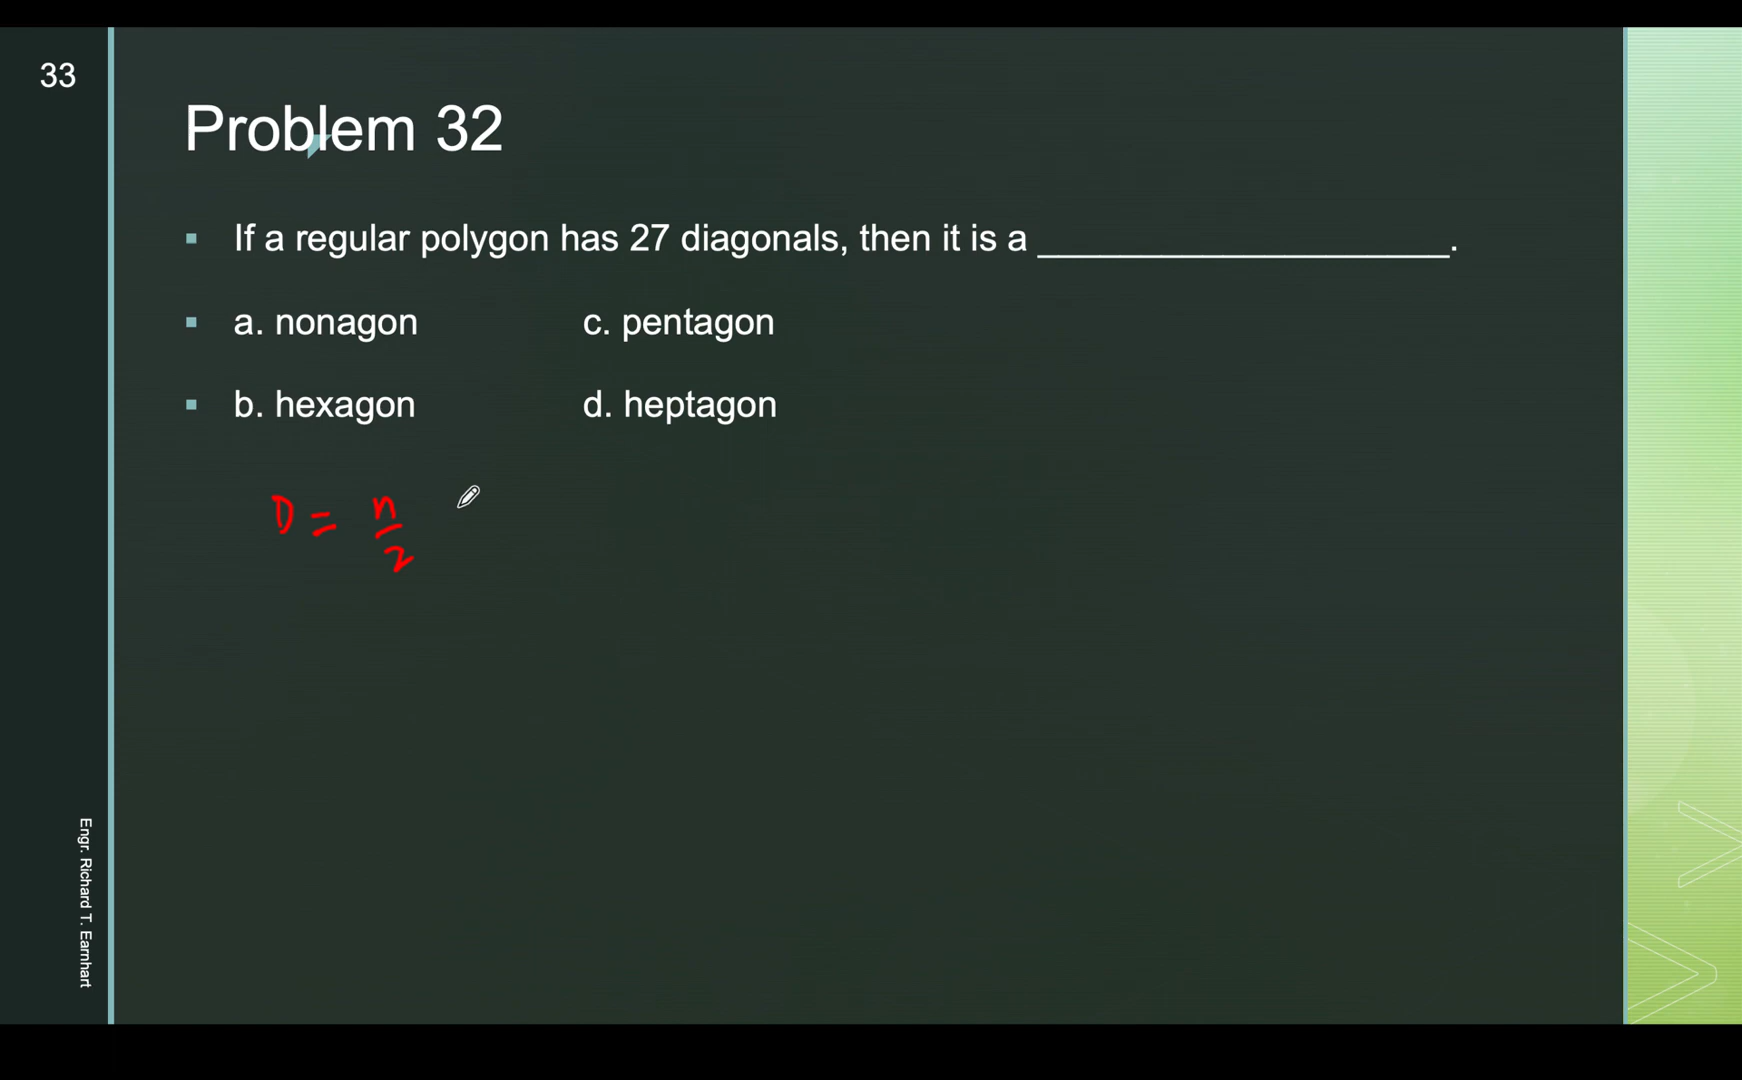 33
Problem 32
If a regular polygon has 27 diagonals, then it is a ____________________.
a. nonagon c. pentagon
b. hexagon d. heptagon
D = n/2
Engr. Richard T. Earnhart